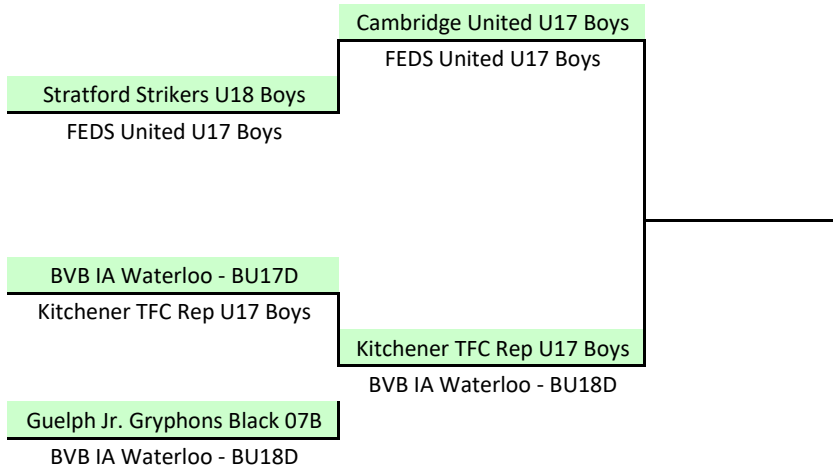 Cambridge United U17 Boys
FEDS United U17 Boys
Stratford Strikers U18 Boys
FEDS United U17 Boys
BVB IA Waterloo - BU17D
Kitchener TFC Rep U17 Boys
Kitchener TFC Rep U17 Boys
BVB IA Waterloo - BU18D
Guelph Jr. Gryphons Black 07B
BVB IA Waterloo - BU18D